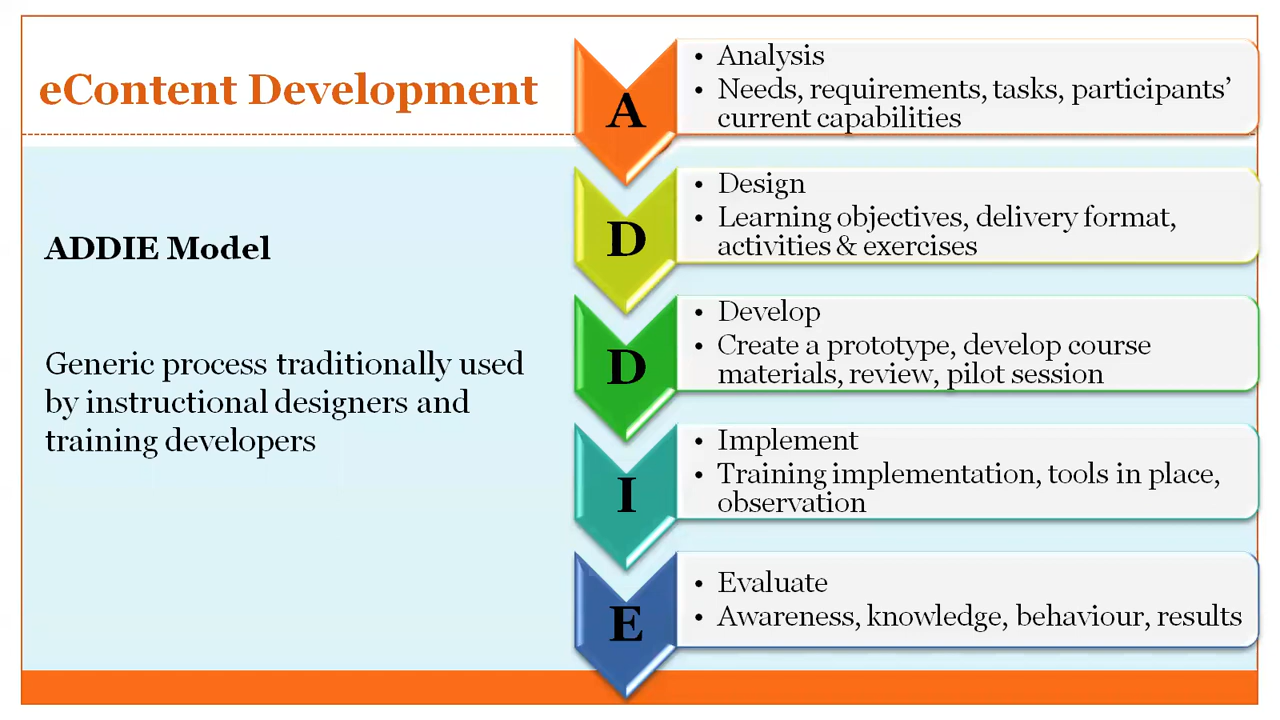 eContent Development
ADDIE Model
Generic process traditionally used
by instructional designers and
training developers
A
• Analysis
• Needs, requirements, tasks, participants’
current capabilities
D
• Design
• Learning objectives, delivery format,
activities & exercises
D
• Develop
• Create a prototype, develop course
materials, review, pilot session
I
• Implement
• Training implementation, tools in place,
observation
E
• Evaluate
• Awareness, knowledge, behaviour, results